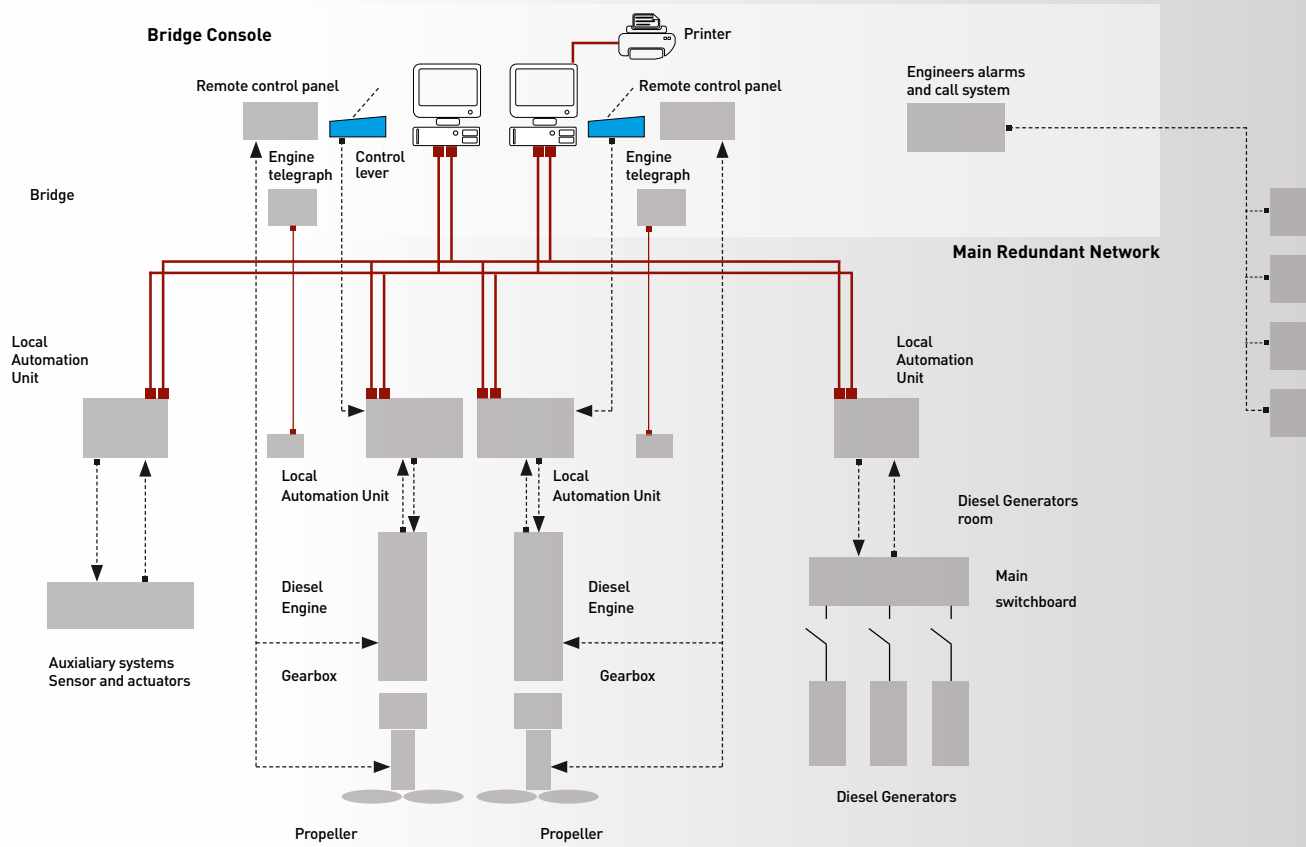 Bridge Console
Printer
Remote control panel
Remote control panel
Engineers alarms
and call system
Engine
telegraph
Control
lever
Engine
telegraph
Bridge
Main Redundant Network
Local
Automation
Unit
Local
Automation
Unit
Local
Automation Unit
Local
Automation Unit
Diesel Generators
room
Diesel
Engine
Diesel
Engine
Main
switchboard
Auxialiary systems
Sensor and actuators
Gearbox
Gearbox
Diesel Generators
Propeller
Propeller